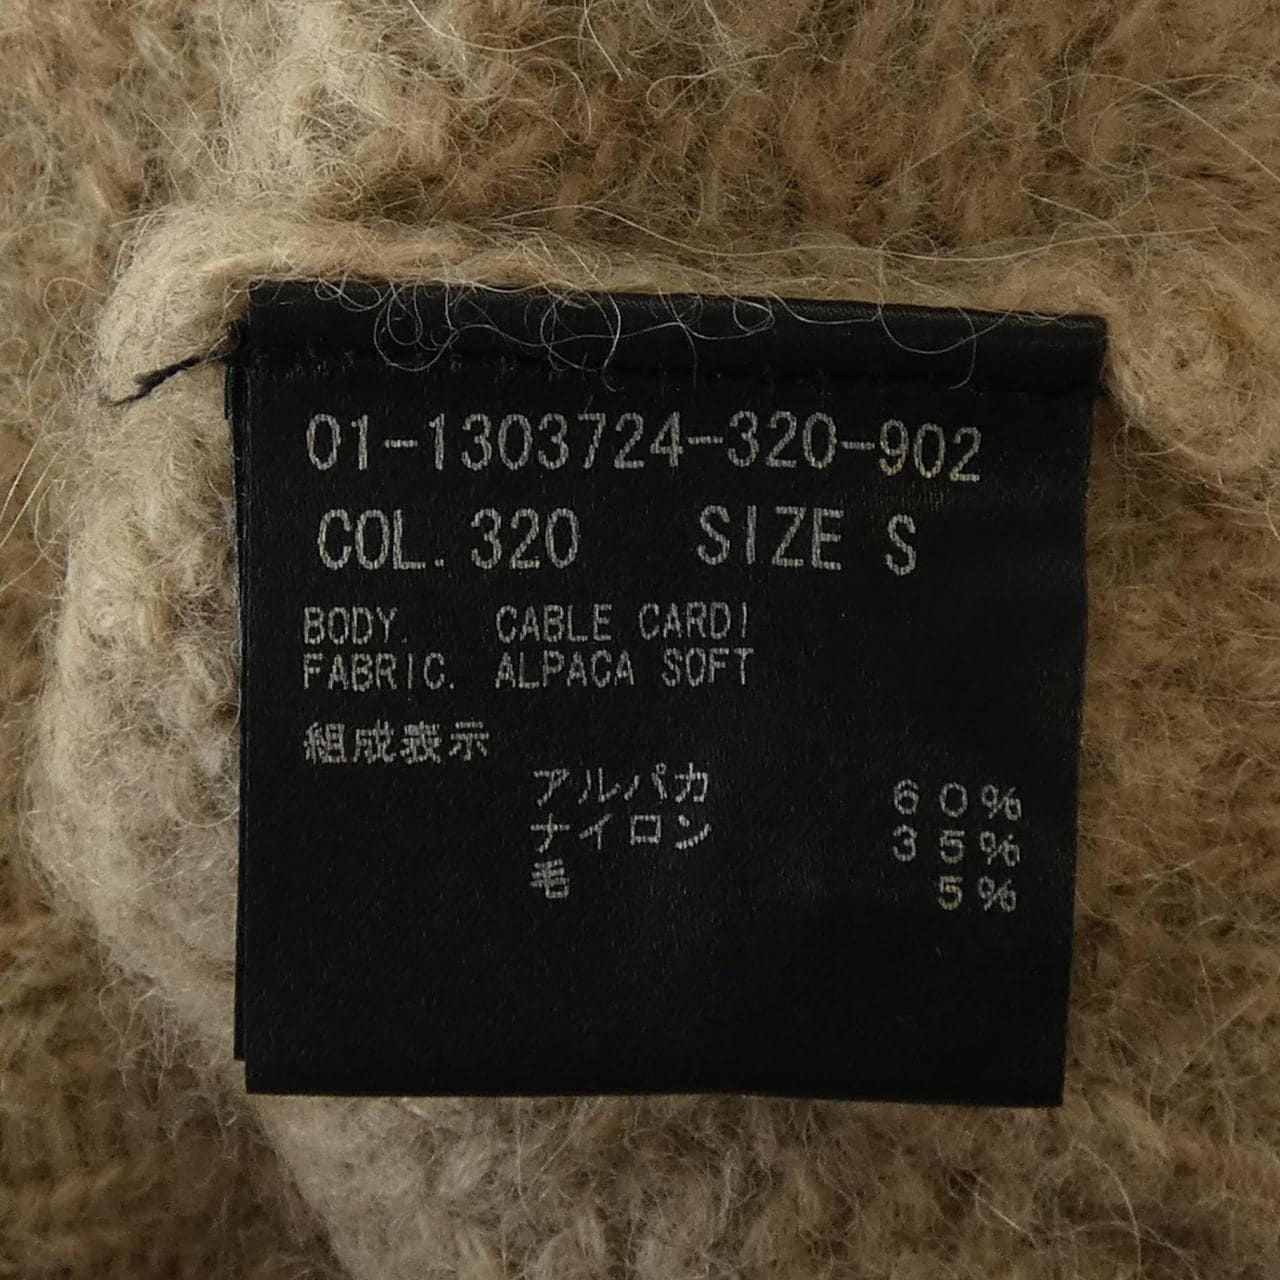 01-1303724-320-902
COL. 320 SIZE S
BODY. CABLE CARDI
FABRIC. ALPACA SOFT
組成表示
アルパカ 60%
ナイロン 35%
毛 5%